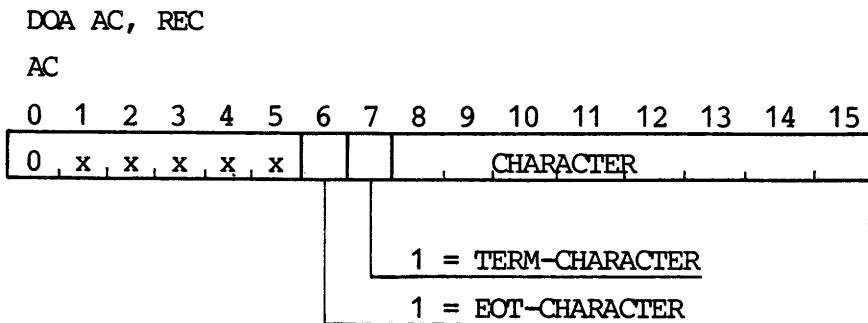 DOA AC, REC
AC
0 1 2 3 4 5 6 7 8 9 10 11 12 13 14 15
0 x x x x x CHARACTER
1 = TERM-CHARACTER
1 = EOT-CHARACTER